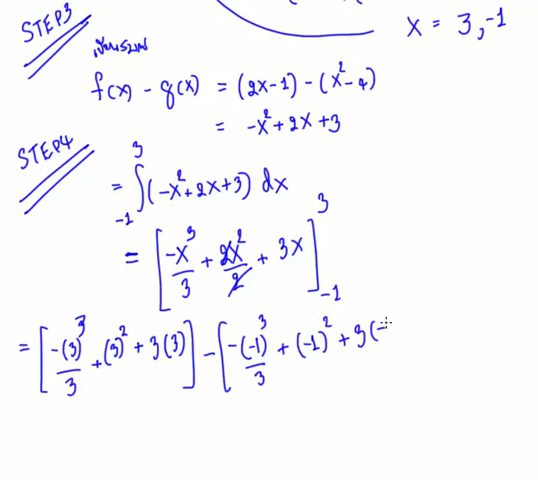 STEP3
x = 3, -1
f(x) - g(x) = (2x-1) - (x² - 4)
= -x² + 2x + 3
STEP4
= ∫₋₁³ (-x² + 2x + 3) dx
= [-x³/3 + 2x²/2 + 3x]₋₁³
= [-(3)³/3 + (3)² + 3(3)] - [-(-1)³/3 + (-1)² + 3(-